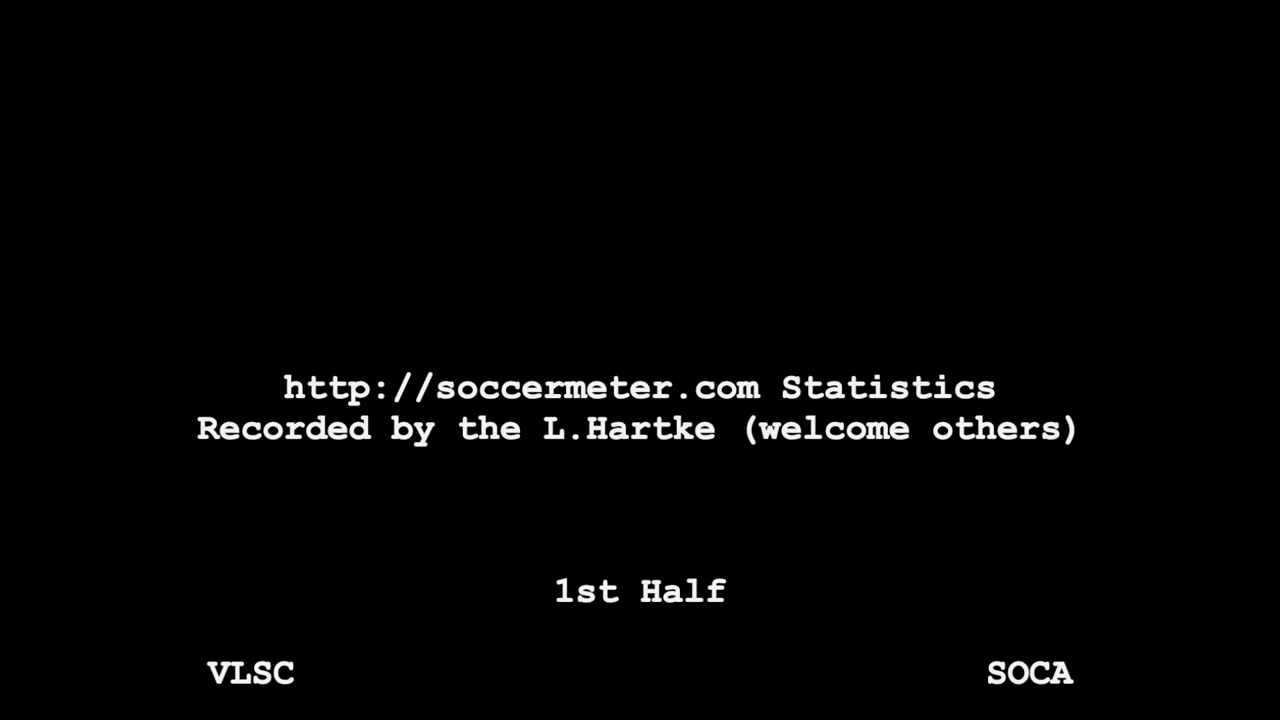 http://soccermeter.com Statistics
Recorded by the L.Hartke (welcome others)
1st Half
VLSC SOCA